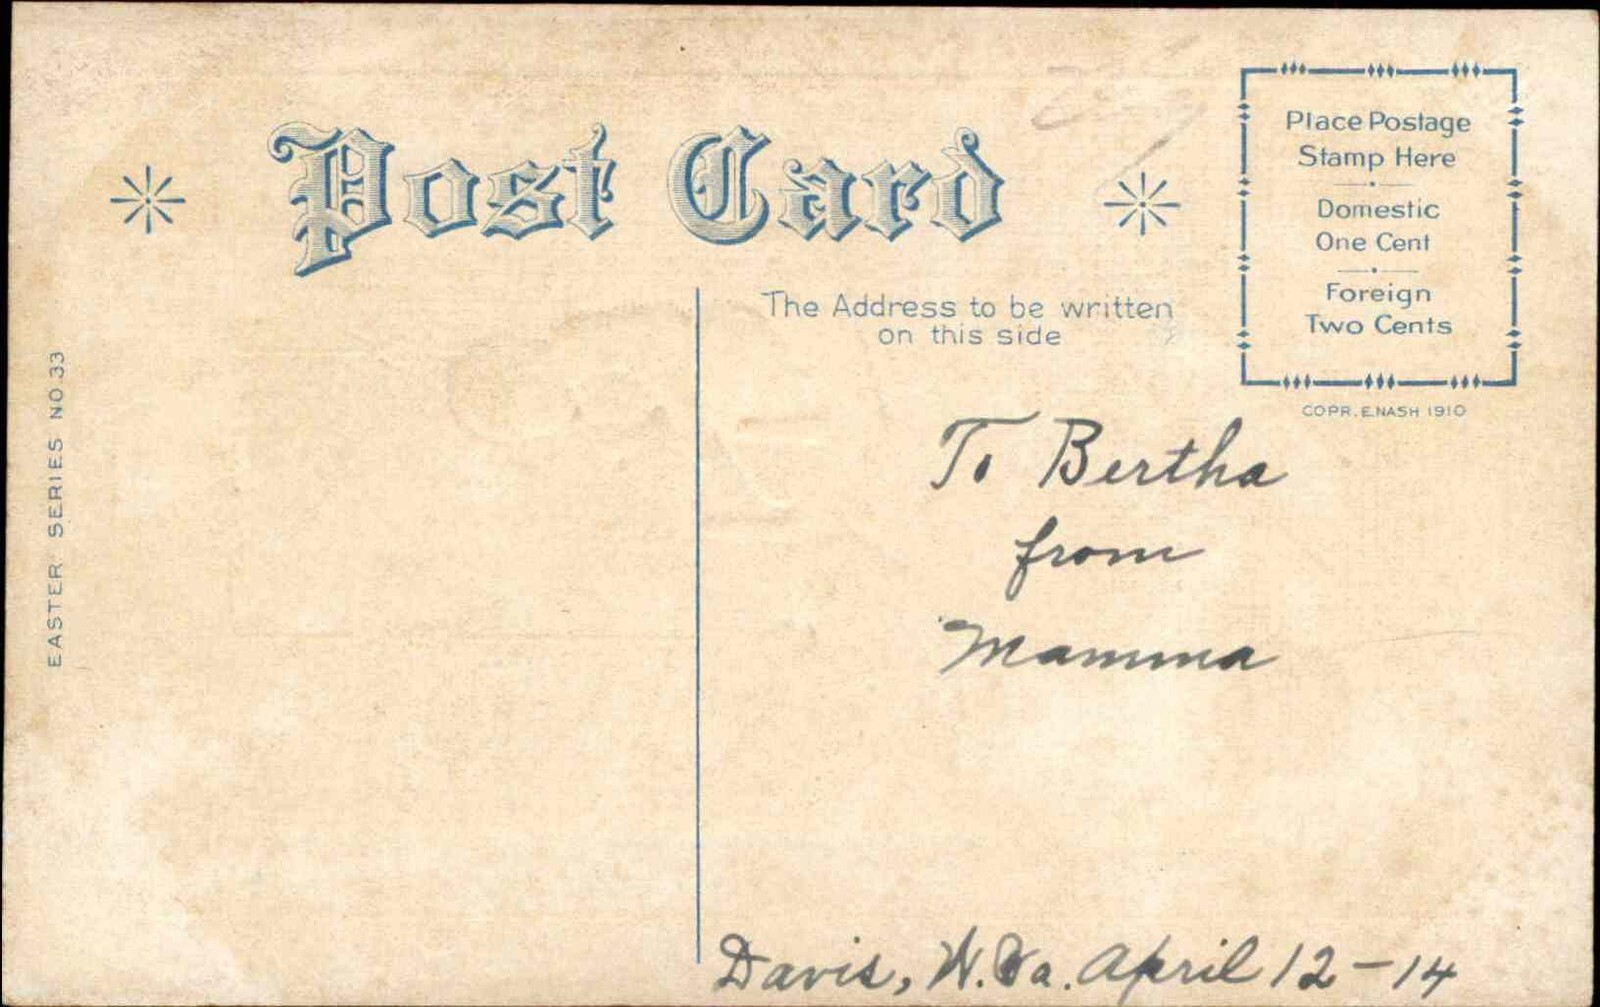 Post Card
Place Postage
Stamp Here
Domestic
One Cent
Foreign
Two Cents
COPR. E. NASH 1910
The Address to be written
on this side
EASTER SERIES NO 33
To Bertha
from
Mamma
Davis, W. Va. April 12-14